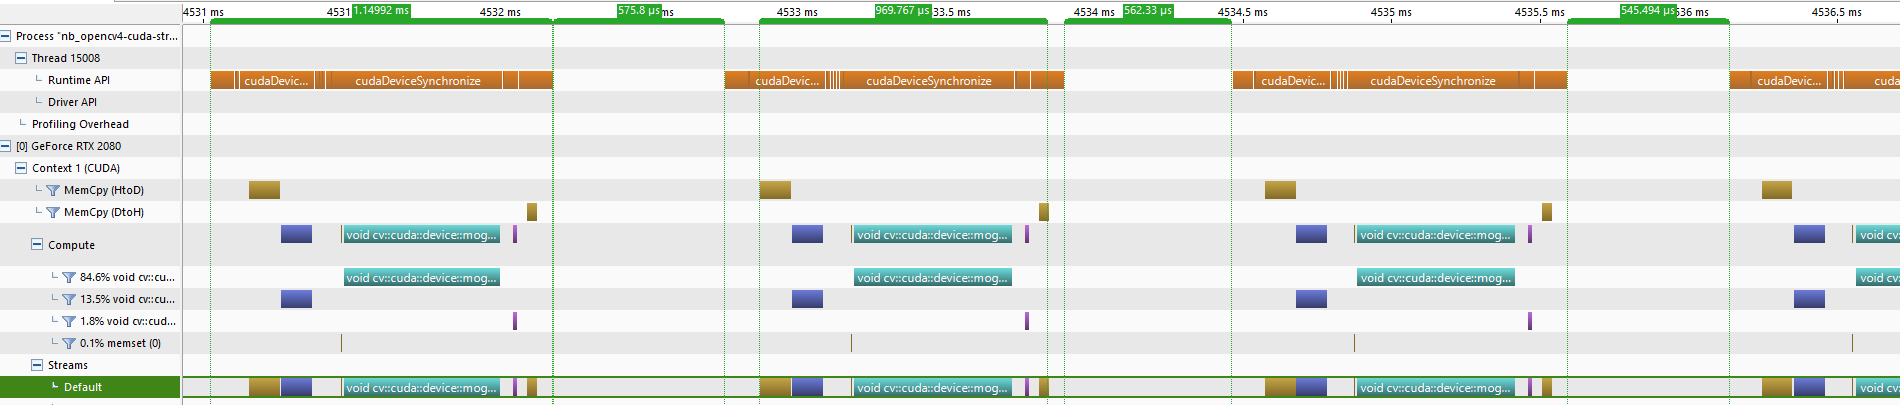 4531 ms 4531 1.14992 ms 4532 ms 575.8 µs ms 4533 ms 969.767 µs 33.5 ms 4534 ms 562.33 µs 4534.5 ms 4535 ms 4535.5 ms 545.494 µs 36 ms 4536.5 ms
Process "nb_opencv4-cuda-str...
Thread 15008
Runtime API cudaDevic... cudaDeviceSynchronize cudaDevic... cudaDeviceSynchronize cudaDevic... cudaDeviceSynchronize cudaDevic... cuda
Driver API
Profiling Overhead
[0] GeForce RTX 2080
Context 1 (CUDA)
MemCpy (HtoD)
MemCpy (DtoH)
Compute void cv::cuda::device::mog... void cv::cuda::device::mog... void cv::cuda::device::mog... void cv
84.6% void cv::cu... void cv::cuda::device::mog... void cv::cuda::device::mog... void cv::cuda::device::mog... void cv
13.5% void cv::cu...
1.8% void cv::cud...
0.1% memset (0)
Streams
Default void cv::cuda::device::mog... void cv::cuda::device::mog... void cv::cuda::device::mog... void cv